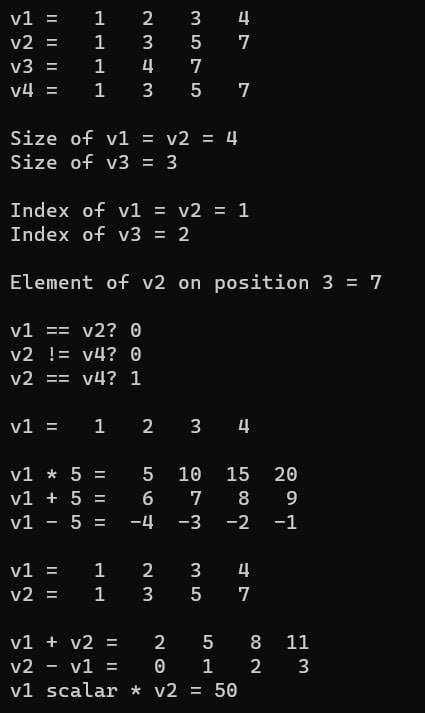 v1 =   1   2   3   4
v2 =   1   3   5   7
v3 =   1   4   7
v4 =   1   3   5   7
Size of v1 = v2 = 4
Size of v3 = 3
Index of v1 = v2 = 1
Index of v3 = 2
Element of v2 on position 3 = 7
v1 == v2? 0
v2 != v4? 0
v2 == v4? 1
v1 =   1   2   3   4
v1 * 5 =   5  10  15  20
v1 + 5 =   6   7   8   9
v1 - 5 =  -4  -3  -2  -1
v1 =   1   2   3   4
v2 =   1   3   5   7
v1 + v2 =   2   5   8  11
v2 - v1 =   0   1   2   3
v1 scalar * v2 = 50